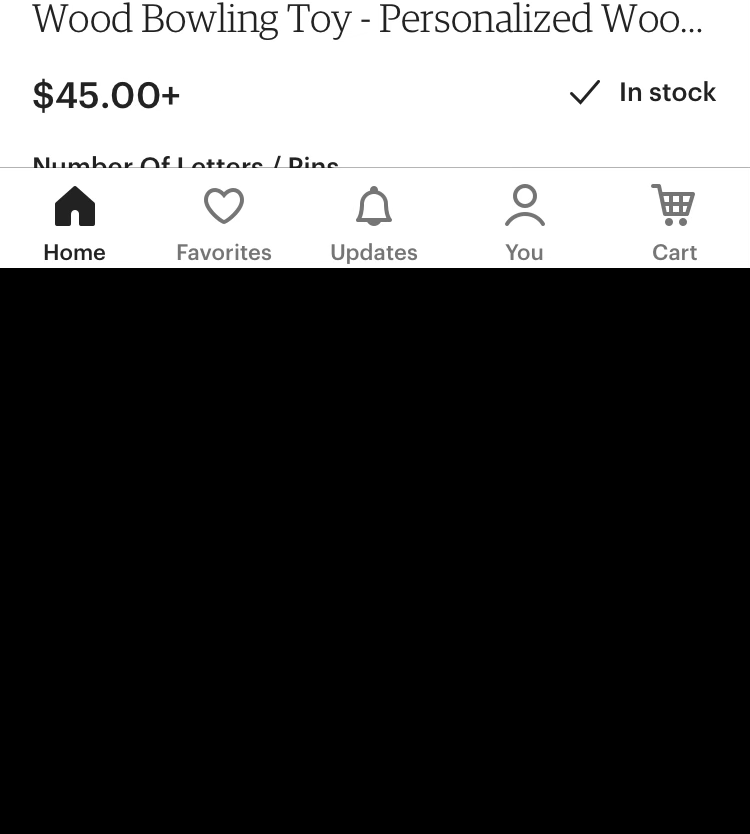 Wood Bowling Toy - Personalized Woo...
$45.00+
In stock
Number Of Letters / Pins
Home
Favorites
Updates
You
Cart